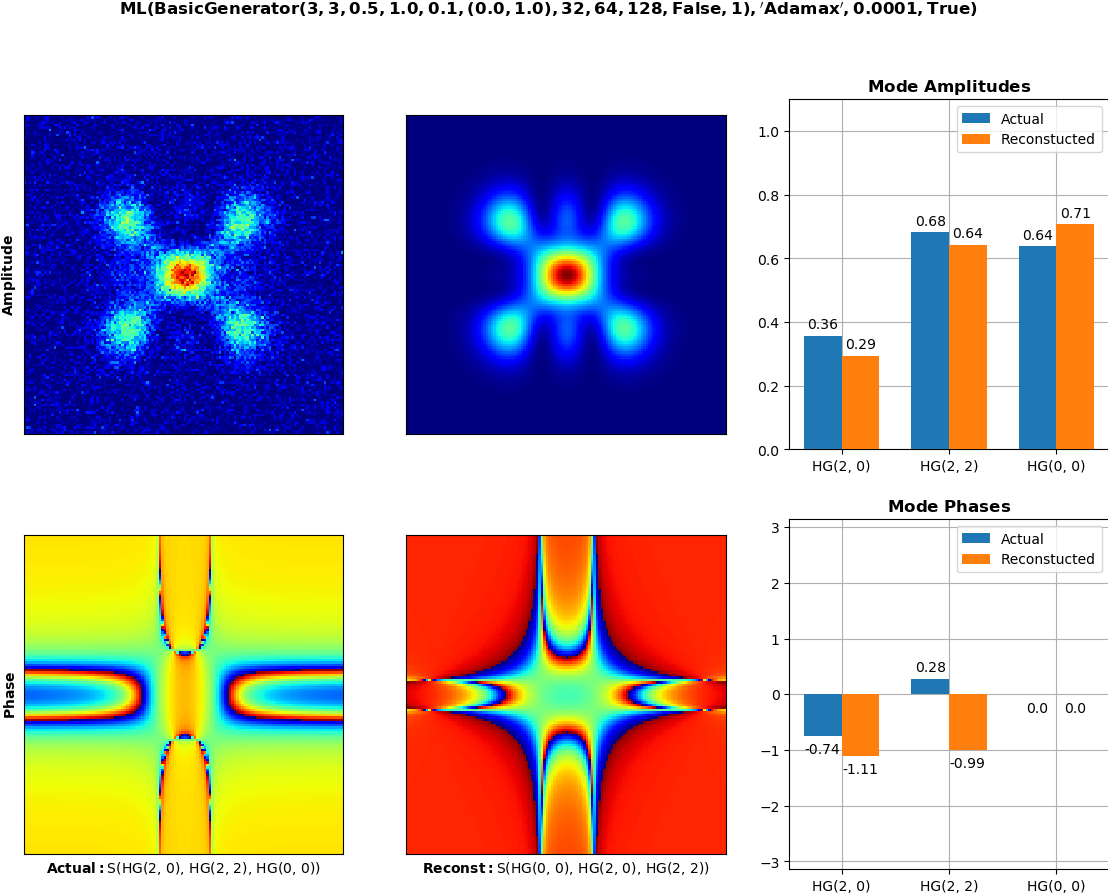 ML(BasicGenerator(3, 3, 0.5, 1.0, 0.1, (0.0, 1.0), 32, 64, 128, False, 1), 'Adamax', 0.0001, True)
Amplitude
Mode Amplitudes
Actual
Reconstucted
1.0
0.8
0.6
0.4
0.2
0.0
0.36
0.29
0.68
0.64
0.64
0.71
HG(2, 0)
HG(2, 2)
HG(0, 0)
Phase
Actual: S(HG(2, 0), HG(2, 2), HG(0, 0))
Reconst: S(HG(0, 0), HG(2, 0), HG(2, 2))
Mode Phases
Actual
Reconstucted
3
2
1
0
−1
−2
−3
-0.74
-1.11
0.28
-0.99
0.0
0.0
HG(2, 0)
HG(2, 2)
HG(0, 0)